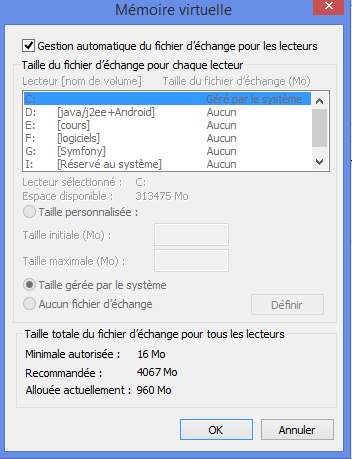 Mémoire virtuelle
Gestion automatique du fichier d'échange pour les lecteurs
Taille du fichier d'échange pour chaque lecteur
Lecteur [nom de volume] Taille du fichier d'échange (Mo)
C: Géré par le système
D: [java/j2ee+Android] Aucun
E: [cours] Aucun
F: [logiciels] Aucun
G: [Symfony] Aucun
I: [Réservé au système] Aucun
Lecteur sélectionné : C:
Espace disponible : 313475 Mo
Taille personnalisée :
Taille initiale (Mo) :
Taille maximale (Mo) :
Taille gérée par le système
Aucun fichier d'échange Définir
Taille totale du fichier d'échange pour tous les lecteurs
Minimale autorisée : 16 Mo
Recommandée : 4067 Mo
Allouée actuellement : 960 Mo
OK Annuler